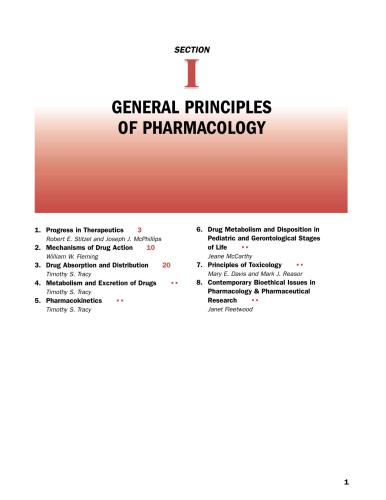 SECTION
I
GENERAL PRINCIPLES
OF PHARMACOLOGY
1. Progress in Therapeutics 3
Robert E. Stitzel and Joseph J. McPhillips
2. Mechanisms of Drug Action 10
William W. Fleming
3. Drug Absorption and Distribution 20
Timothy S. Tracy
4. Metabolism and Excretion of Drugs ••
Timothy S. Tracy
5. Pharmacokinetics ••
Timothy S. Tracy
6. Drug Metabolism and Disposition in
Pediatric and Gerontological Stages
of Life ••
Jeane McCarthy
7. Principles of Toxicology ••
Mary E. Davis and Mark J. Reasor
8. Contemporary Bioethical Issues in
Pharmacology & Pharmaceutical
Research ••
Janet Fleetwood
1